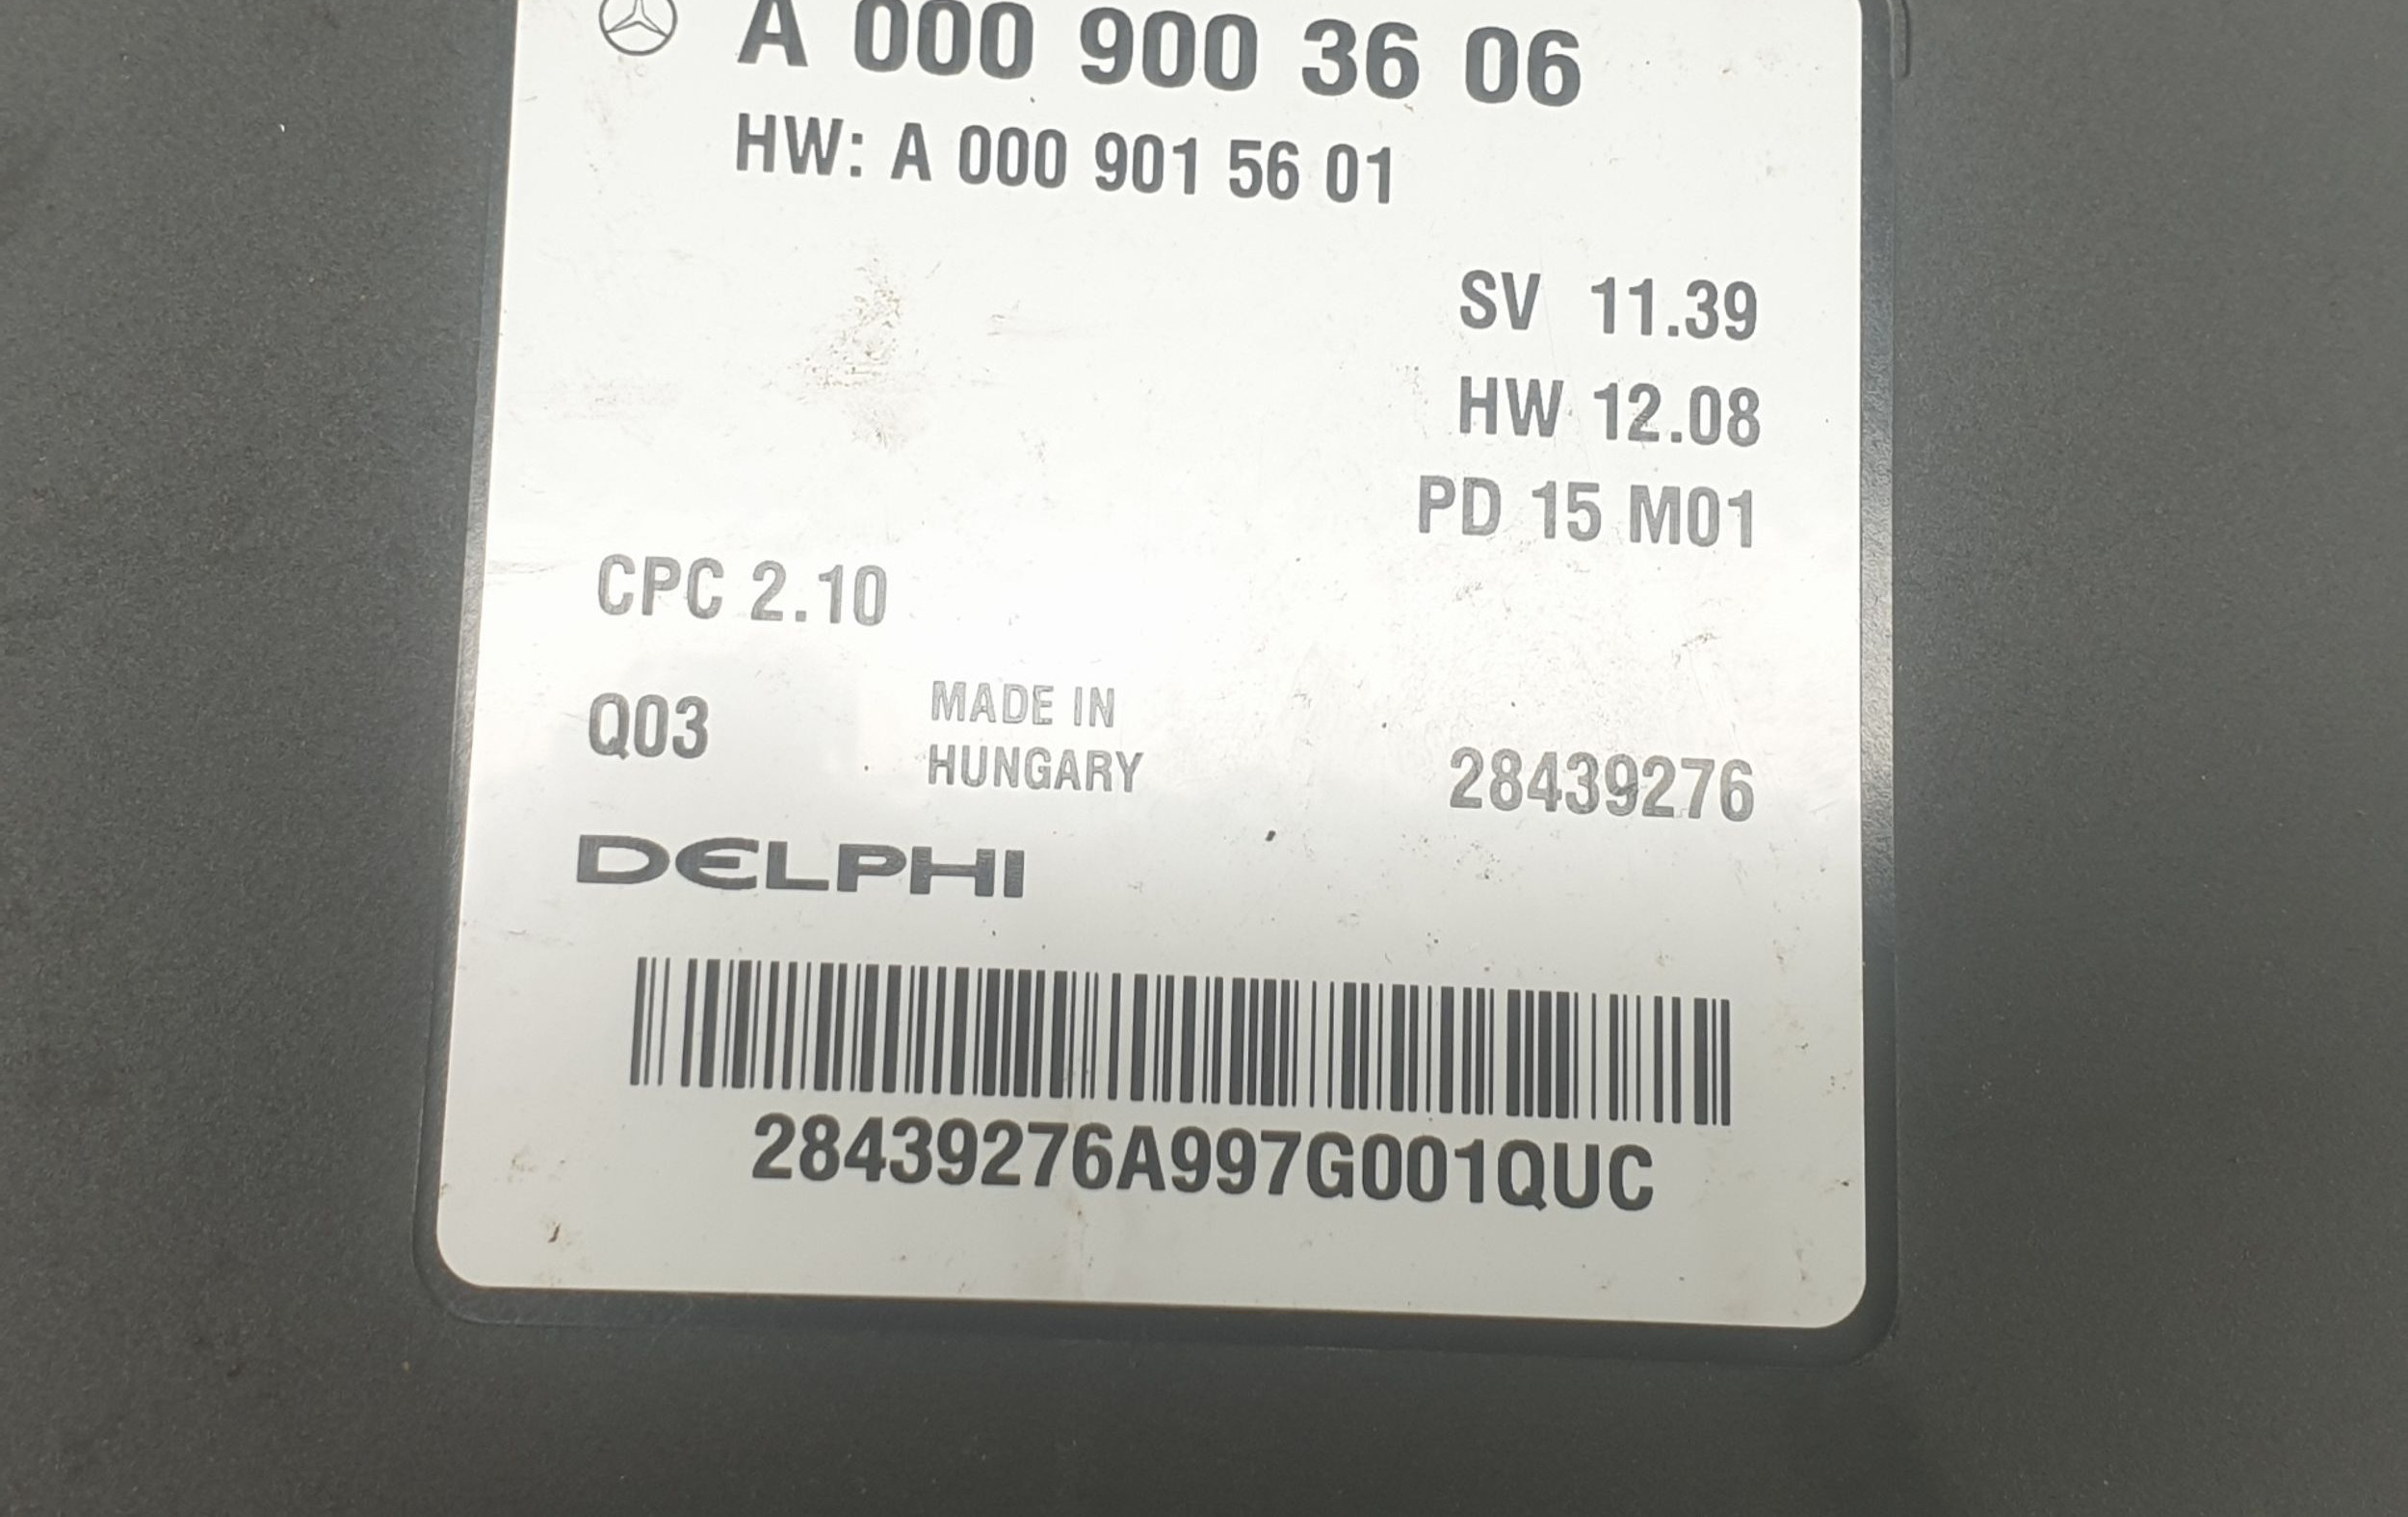 A 000 900 36 06
HW: A 000 901 56 01
SV 11.39
HW 12.08
PD 15 M01
CPC 2.10
Q03
MADE IN
HUNGARY
28439276
DELPHI
28439276A997G001QUC